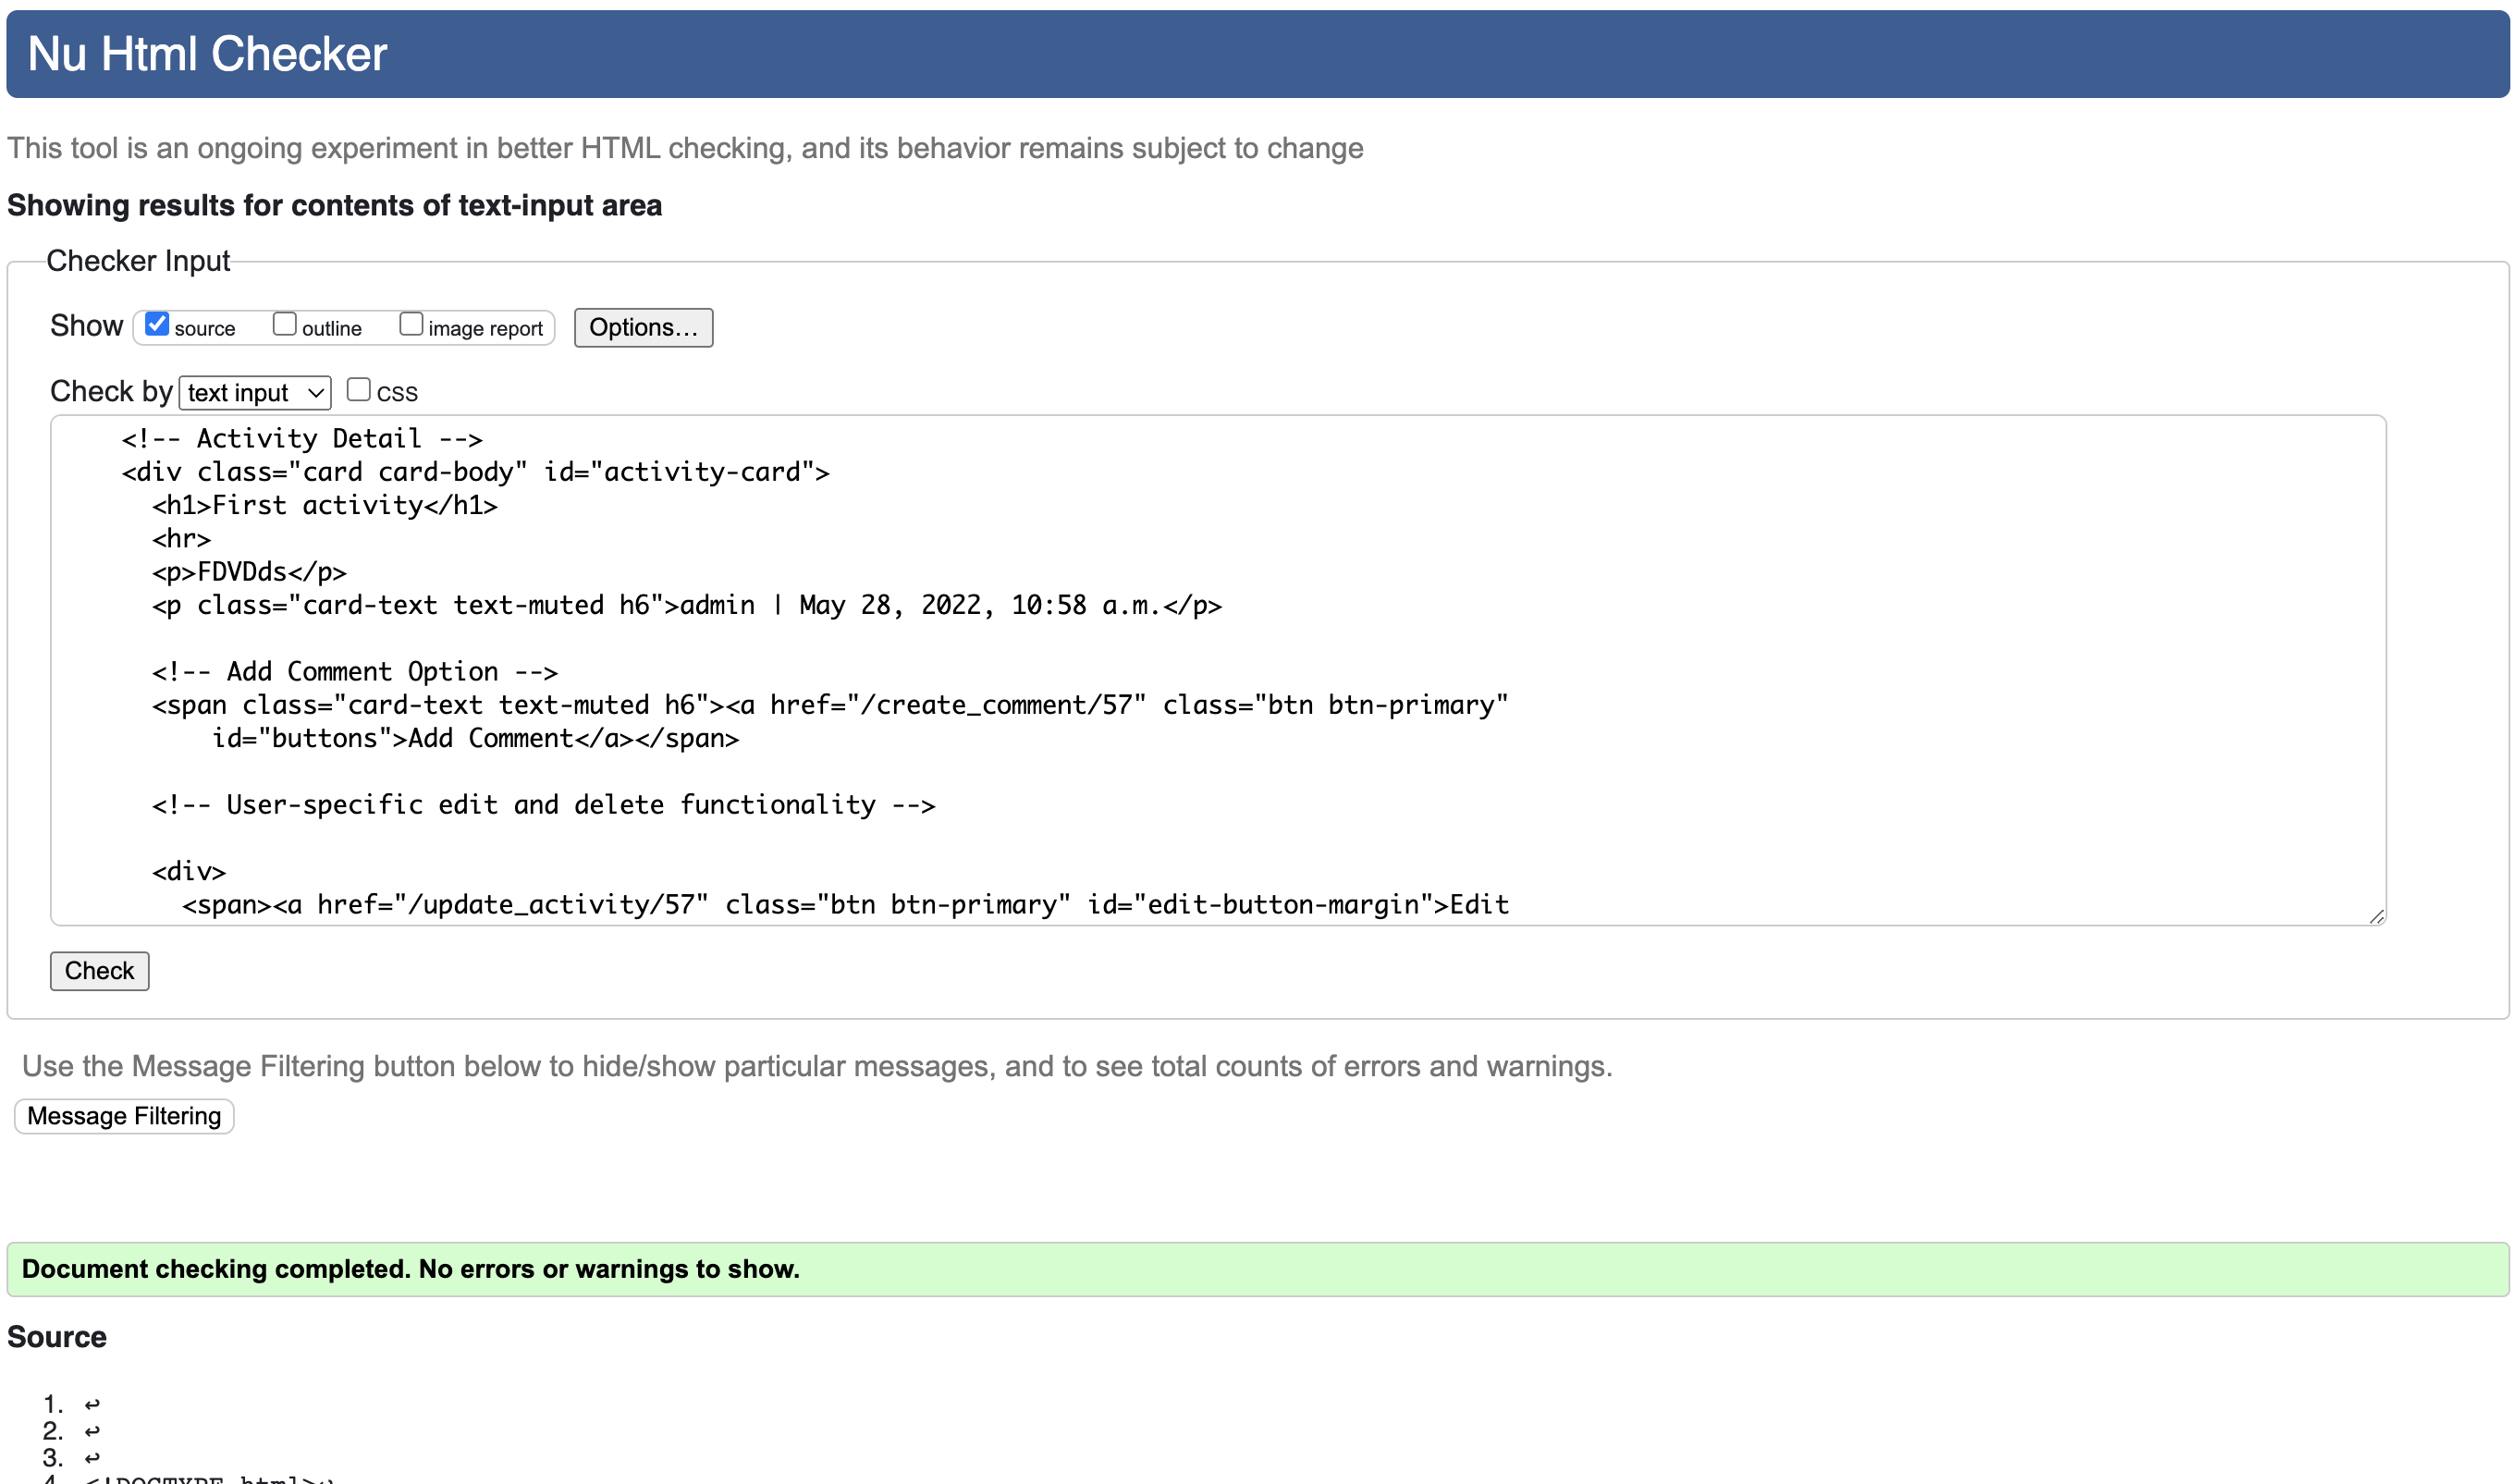 Nu Html Checker
This tool is an ongoing experiment in better HTML checking, and its behavior remains subject to change
Showing results for contents of text-input area
Checker Input
Show source outline image report Options...
Check by text input css
<!-- Activity Detail -->
<div class="card card-body" id="activity-card">
<h1>First activity</h1>
<hr>
<p>FDVDds</p>
<p class="card-text text-muted h6">admin | May 28, 2022, 10:58 a.m.</p>
<!-- Add Comment Option -->
<span class="card-text text-muted h6"><a href="/create_comment/57" class="btn btn-primary"
id="buttons">Add Comment</a></span>
<!-- User-specific edit and delete functionality -->
<div>
<span><a href="/update_activity/57" class="btn btn-primary" id="edit-button-margin">Edit
Check
Use the Message Filtering button below to hide/show particular messages, and to see total counts of errors and warnings.
Message Filtering
Document checking completed. No errors or warnings to show.
Source
1. ↩
2. ↩
3. ↩
4. <!DOCTYPE html>↩